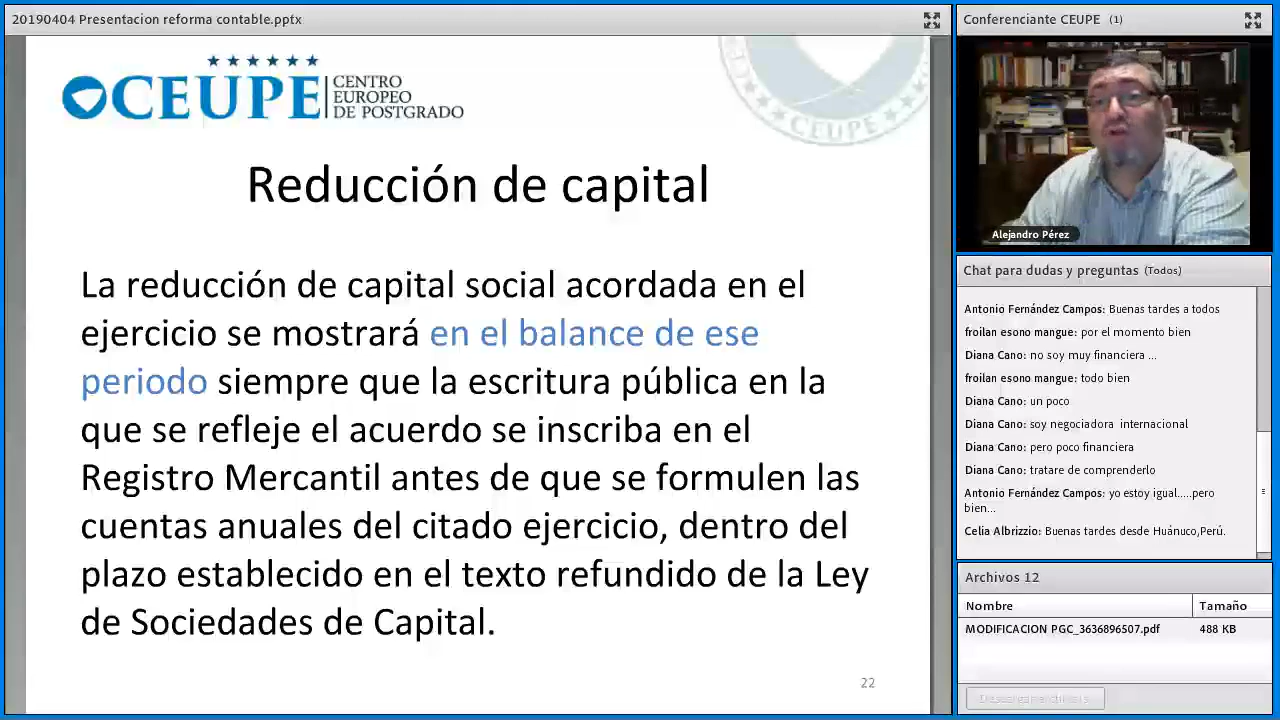 20190404 Presentacion reforma contable.pptx
CEUPE
CENTRO
EUROPEO
DE POSTGRADO
CEUPE
Reducción de capital
La reducción de capital social acordada en el
ejercicio se mostrará en el balance de ese
periodo siempre que la escritura pública en la
que se refleje el acuerdo se inscriba en el
Registro Mercantil antes de que se formulen las
cuentas anuales del citado ejercicio, dentro del
plazo establecido en el texto refundido de la Ley
de Sociedades de Capital.
22
Conferenciante CEUPE (1)
Alejandro Pérez
Chat para dudas y preguntas (Todos)
Antonio Fernández Campos: Buenas tardes a todos
froilan esono mangue: por el momento bien
Diana Cano: no soy muy financiera ...
froilan esono mangue: todo bien
Diana Cano: un poco
Diana Cano: soy negociadora internacional
Diana Cano: pero poco financiera
Diana Cano: tratare de comprenderlo
Antonio Fernández Campos: yo estoy igual.....pero
bien...
Celia Albrizzio: Buenas tardes desde Huánuco,Perú.
Archivos 12
Nombre Tamaño
MODIFICACION PGC_3636896507.pdf 488 KB